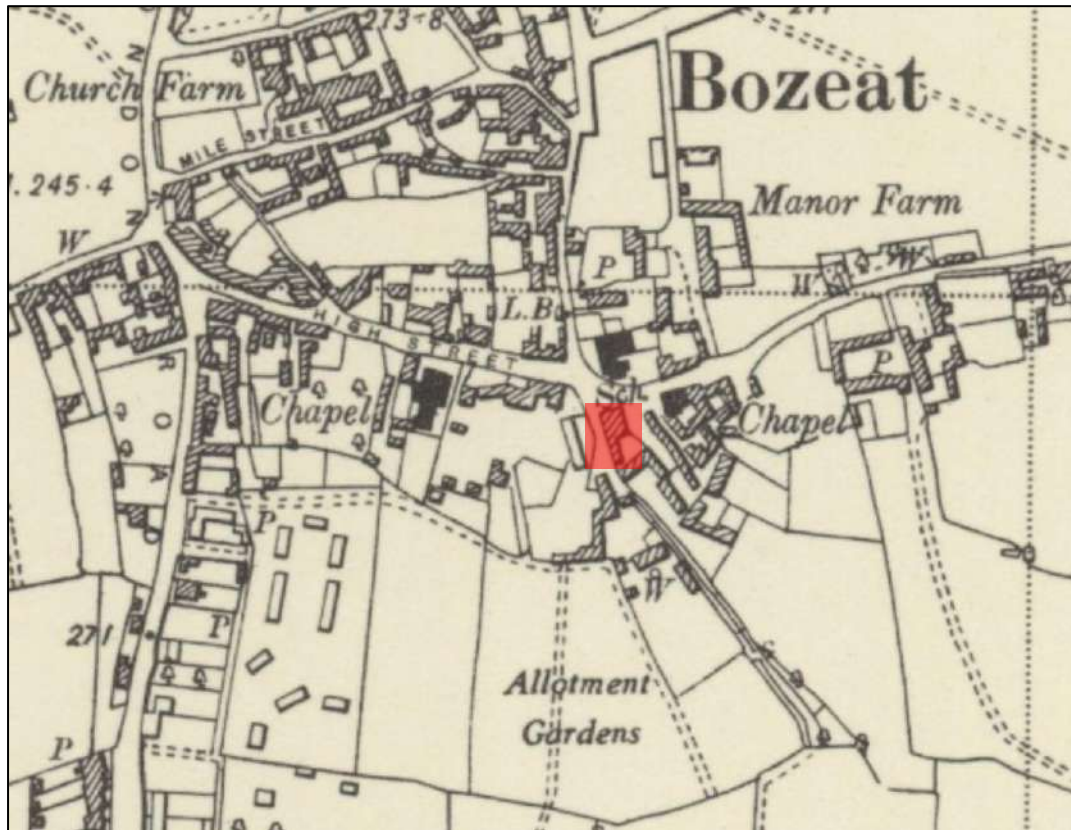 273·8
277
Bozeat
Church Farm
MILE STREET
245·4
Manor Farm
W
P
W
W
L.B
HIGH STREET
P
Sch.
Chapel
Chapel
P
P
W
271
Allotment
Gardens
P